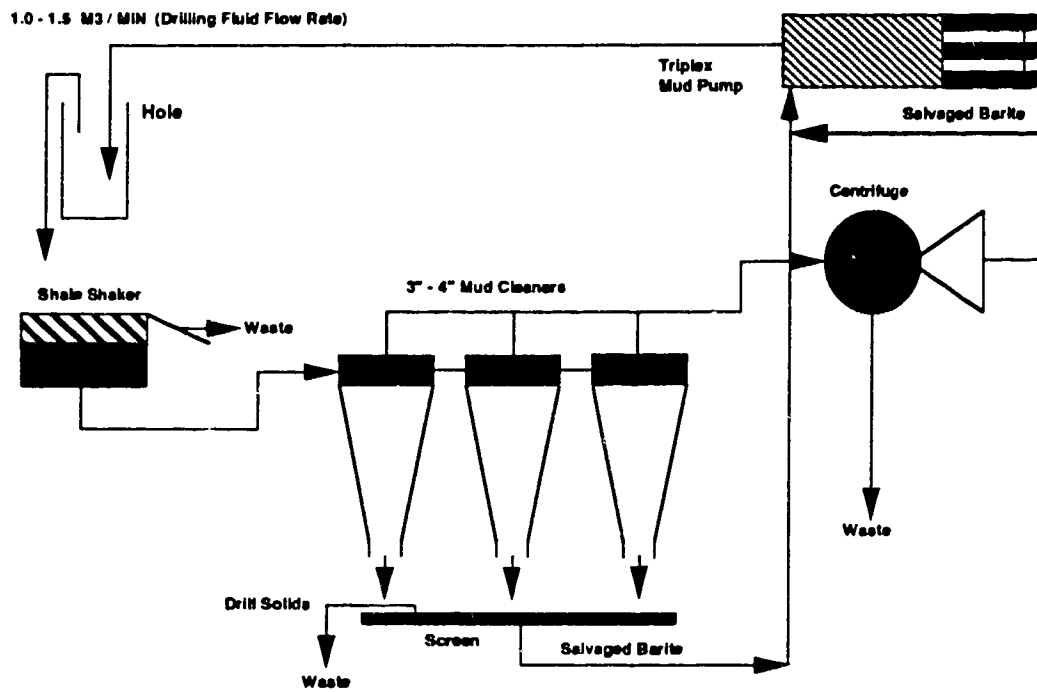 1.0 - 1.5 M3 / MIN (Drilling Fluid Flow Rate)
Triplex
Mud Pump
Hole
Salvaged Barite
Centrifuge
Shale Shaker
3" - 4" Mud Cleaners
Waste
Waste
Drill Solids
Screen
Salvaged Barite
Waste